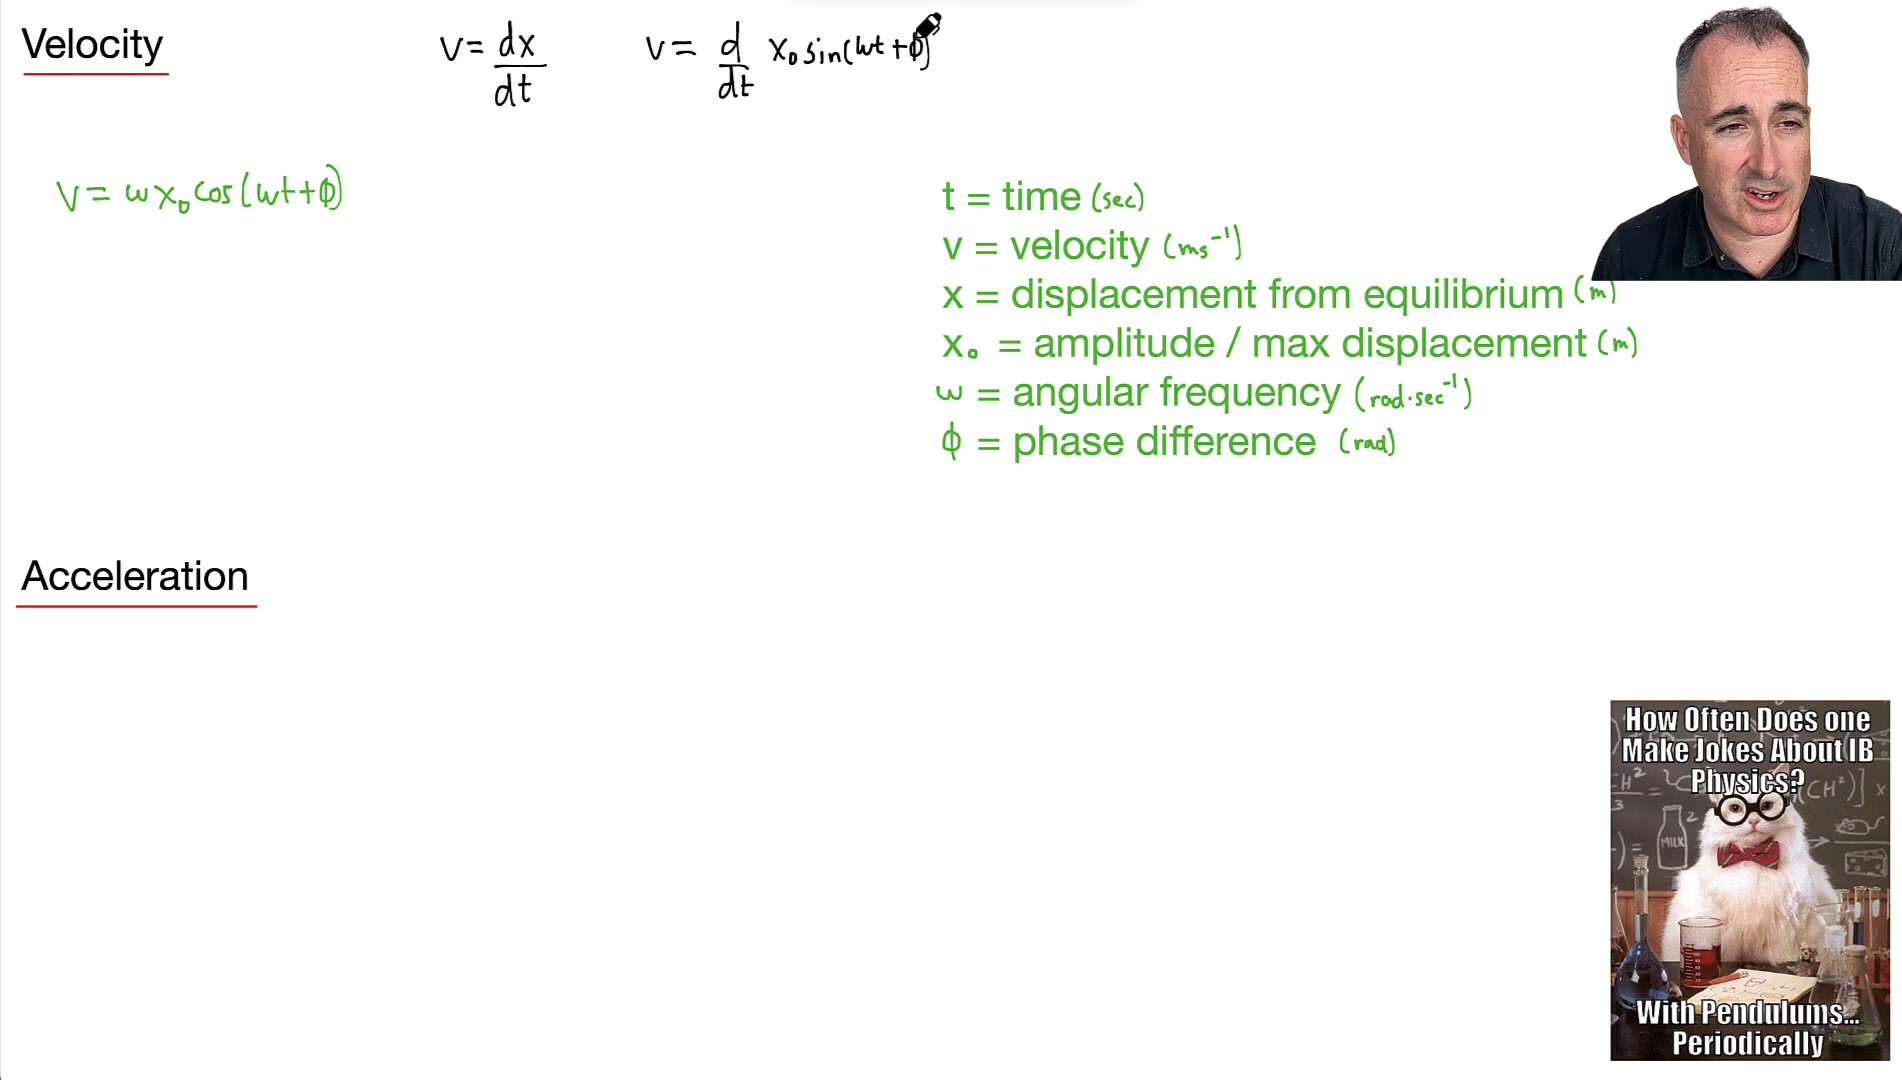 Velocity
v = dx/dt
v = d/dt x₀ sin(ωt + ϕ)
v = ωx₀ cos(ωt + ϕ)
t = time (sec)
v = velocity (ms⁻¹)
x = displacement from equilibrium (m)
x₀ = amplitude / max displacement (m)
ω = angular frequency (rad·sec⁻¹)
ϕ = phase difference (rad)
Acceleration
How Often Does one
Make Jokes About IB
Physics?
MILK
With Pendulums...
Periodically